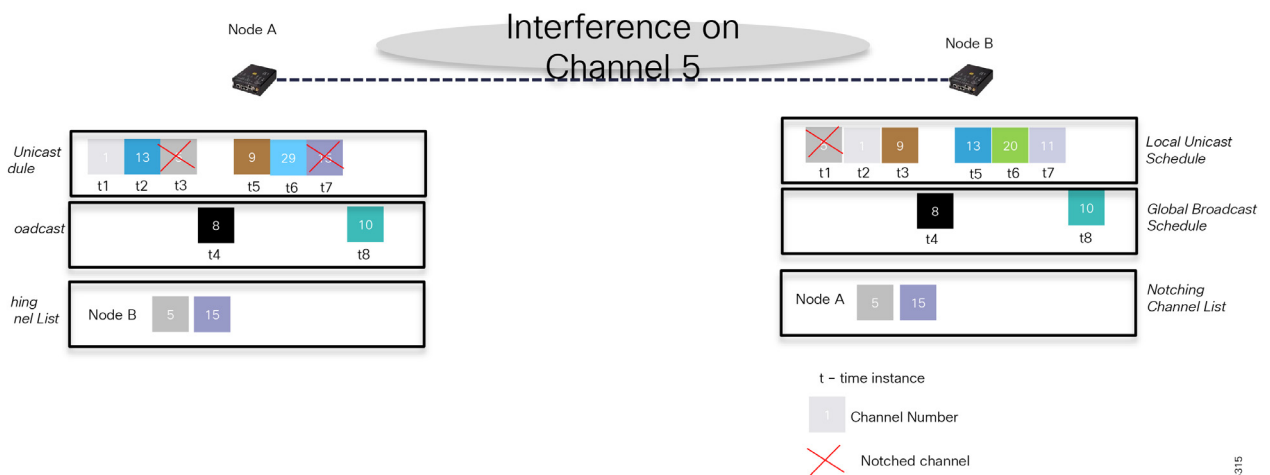 Interference on
Channel 5
Node A
Node B
Unicast
dule
1 13 5 9 29 15
t1 t2 t3 t5 t6 t7
oadcast
8 10
t4 t8
hing
nel List
Node B 5 15
5 1 9 13 20 11
t1 t2 t3 t5 t6 t7
Local Unicast
Schedule
8 10
t4 t8
Global Broadcast
Schedule
Node A 5 15
Notching
Channel List
t – time instance
1 Channel Number
Notched channel
315